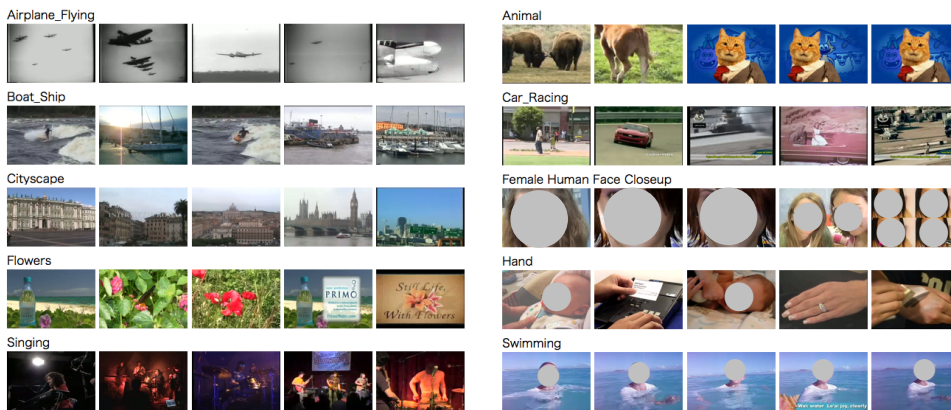 Airplane_Flying
Boat_Ship
Cityscape
Flowers
PRIMO
Still Life,
With Flowers
Singing
Animal
Car_Racing
Female Human Face Closeup
Hand
Swimming